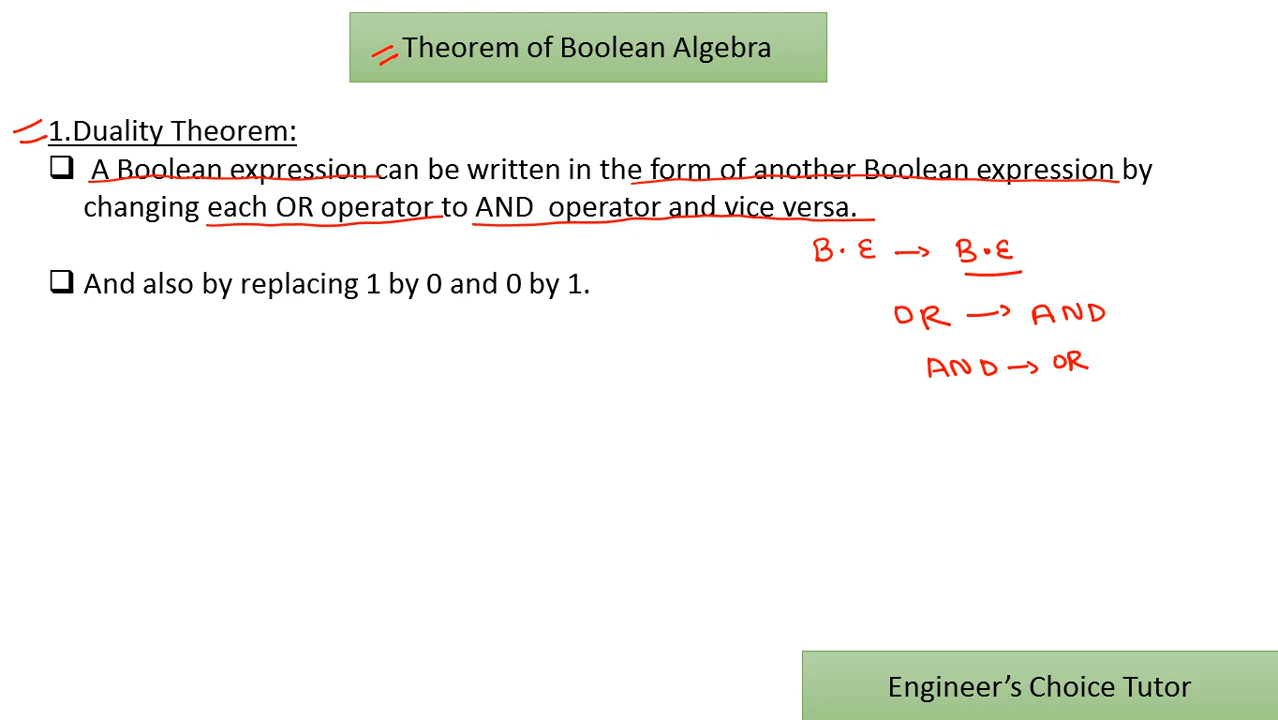 Theorem of Boolean Algebra
1.Duality Theorem:
A Boolean expression can be written in the form of another Boolean expression by
changing each OR operator to AND operator and vice versa.
B.E → B.E
And also by replacing 1 by 0 and 0 by 1.
OR → AND
AND → OR
Engineer's Choice Tutor